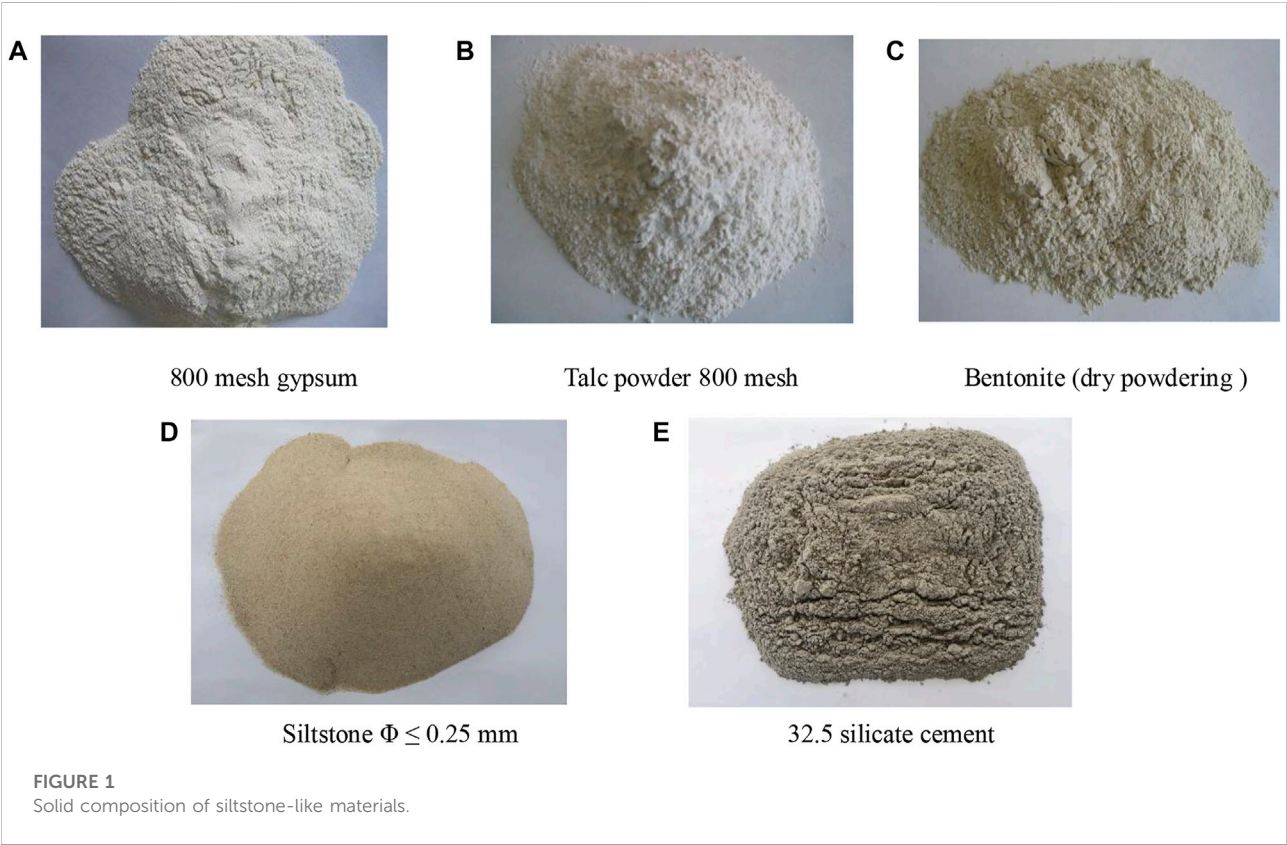 A
B
C
800 mesh gypsum
Talc powder 800 mesh
Bentonite (dry powdering )
D
E
Siltstone Φ ≤ 0.25 mm
32.5 silicate cement
FIGURE 1
Solid composition of siltstone-like materials.